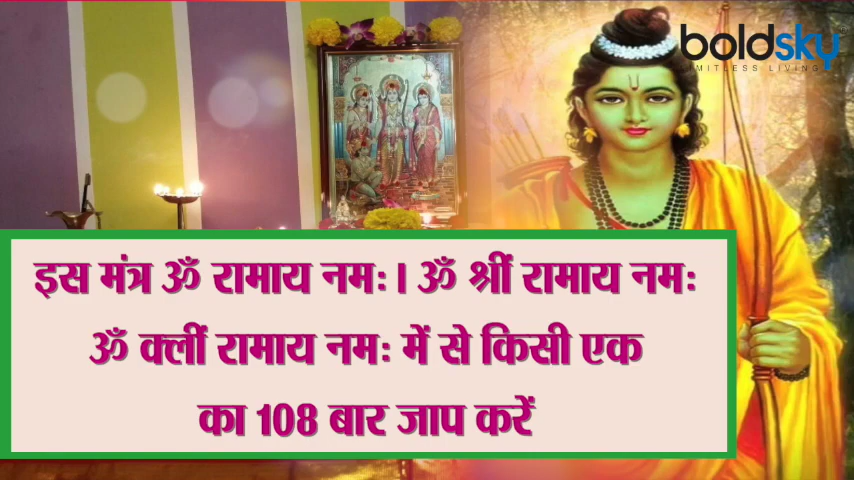 boldsky
LIMITLESS LIVING
इस मंत्र ॐ रामाय नमः। ॐ श्रीं रामाय नमः
ॐ क्लीं रामाय नमः में से किसी एक
का 108 बार जाप करें